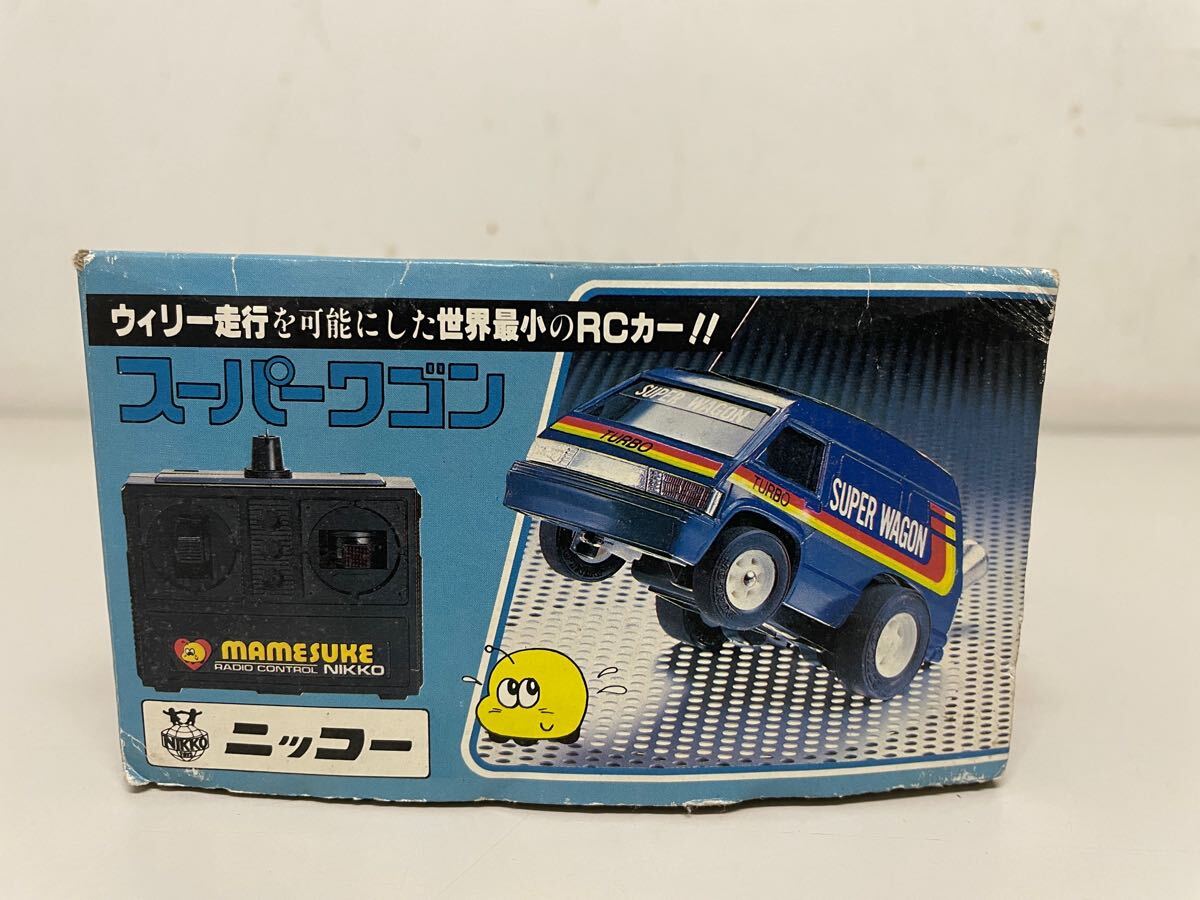 ウィリー走行を可能にした世界最小のRCカー!!
スーパーワゴン
SUPER WAGON
TURBO
TURBO
SUPER WAGON
MAMESUKE
RADIO CONTROL NIKKO
NIKKO
ニッコー